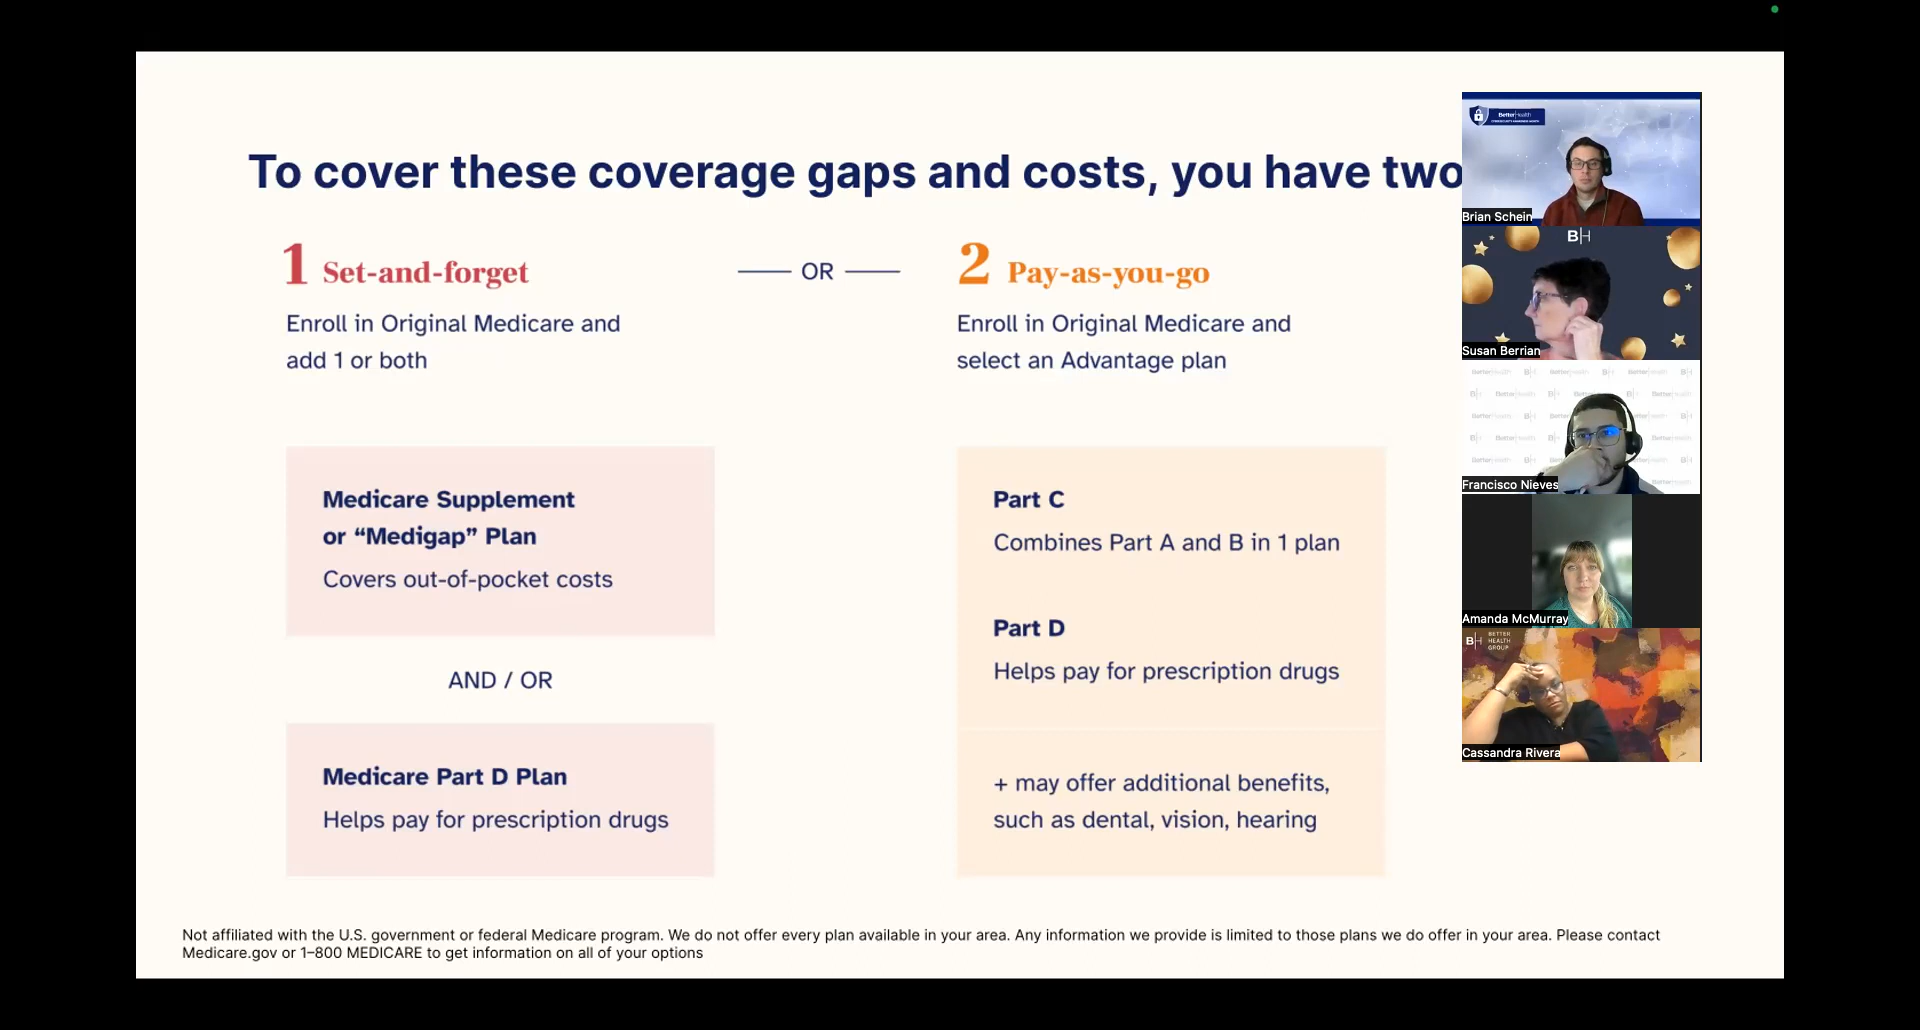 To cover these coverage gaps and costs, you have two
1 Set-and-forget
OR
2 Pay-as-you-go
Enroll in Original Medicare and
add 1 or both
Enroll in Original Medicare and
select an Advantage plan
Medicare Supplement
or “Medigap” Plan
Covers out-of-pocket costs
AND / OR
Medicare Part D Plan
Helps pay for prescription drugs
Part C
Combines Part A and B in 1 plan
Part D
Helps pay for prescription drugs
+ may offer additional benefits,
such as dental, vision, hearing
Not affiliated with the U.S. government or federal Medicare program. We do not offer every plan available in your area. Any information we provide is limited to those plans we do offer in your area. Please contact
Medicare.gov or 1–800 MEDICARE to get information on all of your options
BetterHealth
Brian Schein
BH
Susan Berrian
BetterHealth
Francisco Nieves
Amanda McMurray
BH BETTER
HEALTH
GROUP
Cassandra Rivera